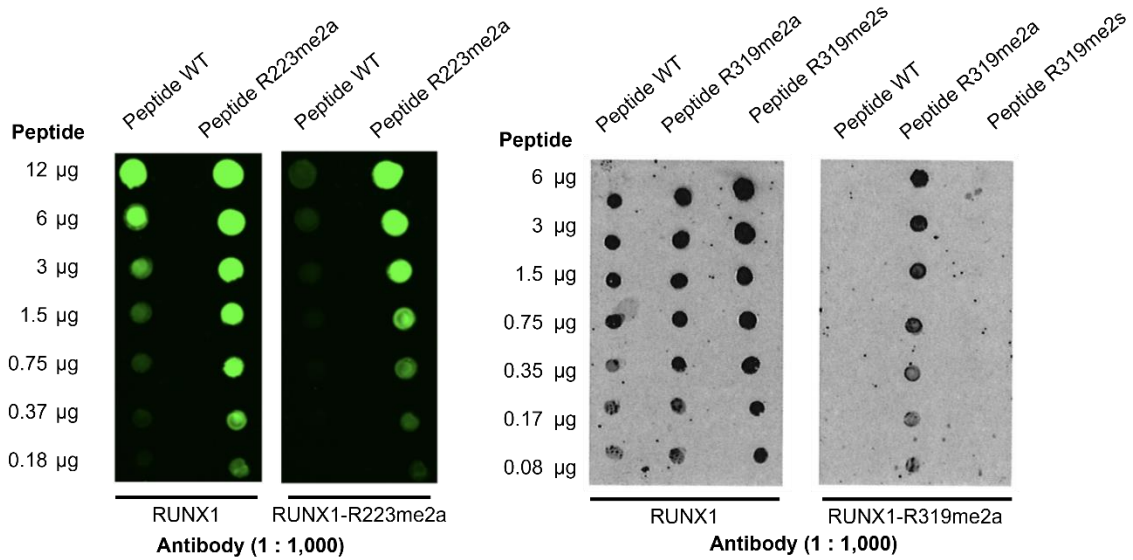 Peptide WT
Peptide R223me2a
Peptide WT
Peptide R223me2a
Peptide
12 µg
6 µg
3 µg
1.5 µg
0.75 µg
0.37 µg
0.18 µg
RUNX1
RUNX1-R223me2a
Antibody (1 : 1,000)
Peptide WT
Peptide R319me2a
Peptide R319me2s
Peptide WT
Peptide R319me2a
Peptide R319me2s
6 µg
3 µg
1.5 µg
0.75 µg
0.35 µg
0.17 µg
0.08 µg
RUNX1
RUNX1-R319me2a
Antibody (1 : 1,000)